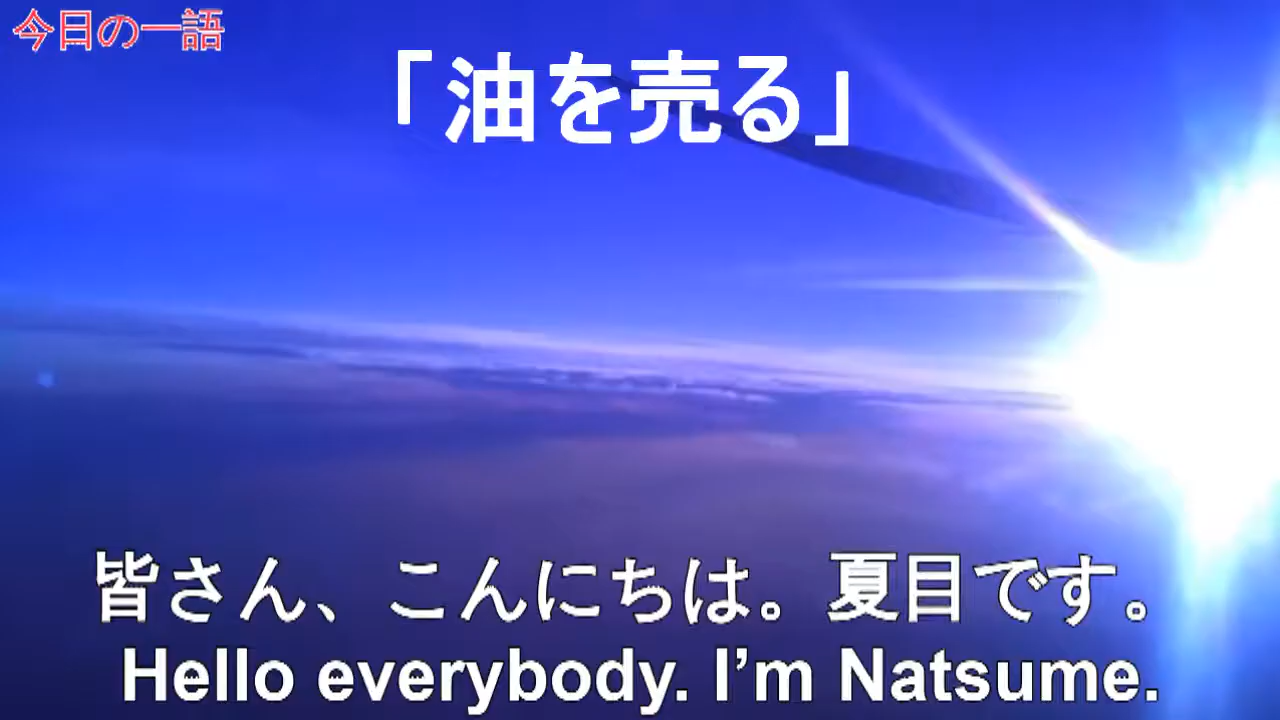 今日の一語
「油を売る」
皆さん、こんにちは。夏目です。
Hello everybody. I’m Natsume.